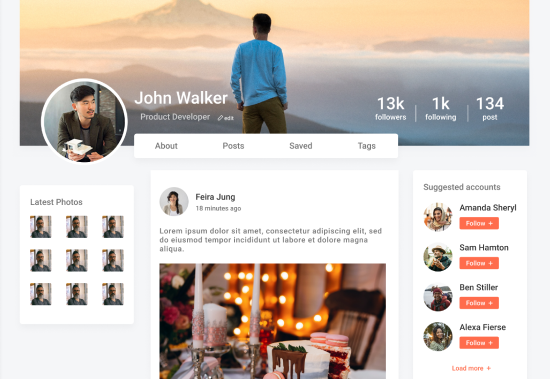 John Walker
Product Developer edit
13k 1k 134
followers following post
About Posts Saved Tags
Latest Photos
Feira Jung
18 minutes ago
Lorem ipsum dolor sit amet, consectetur adipiscing elit, sed
do eiusmod tempor incididunt ut labore et dolore magna
aliqua.
Suggested accounts
Amanda Sheryl
Follow +
Sam Hamton
Follow +
Ben Stiller
Follow +
Alexa Fierse
Follow +
Load more +